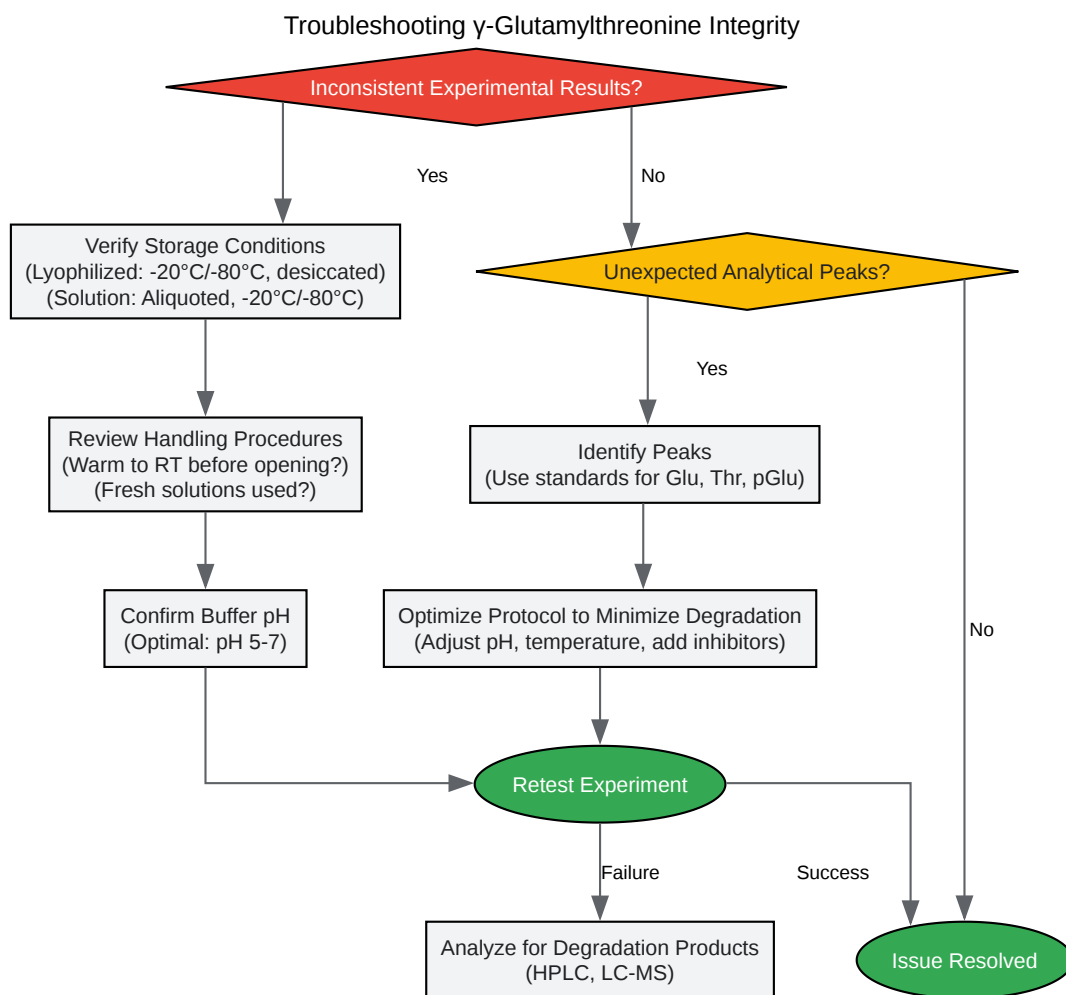 Troubleshooting γ-Glutamylthreonine Integrity
Inconsistent Experimental Results?
Yes
No
Verify Storage Conditions
(Lyophilized: -20°C/-80°C, desiccated)
(Solution: Aliquoted, -20°C/-80°C)
Unexpected Analytical Peaks?
Yes
No
Review Handling Procedures
(Warm to RT before opening?)
(Fresh solutions used?)
Identify Peaks
(Use standards for Glu, Thr, pGlu)
Confirm Buffer pH
(Optimal: pH 5-7)
Optimize Protocol to Minimize Degradation
(Adjust pH, temperature, add inhibitors)
Retest Experiment
Failure
Success
Analyze for Degradation Products
(HPLC, LC-MS)
Issue Resolved